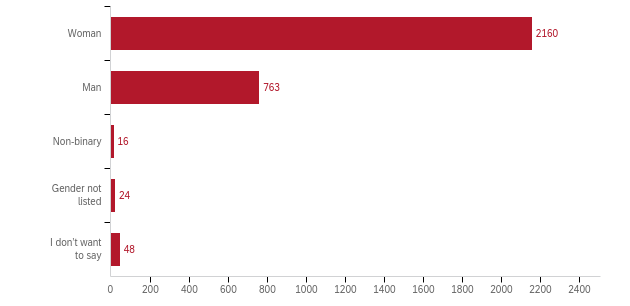 Woman
2160
Man
763
Non-binary
16
Gender not
listed
24
I don't want
to say
48
0 200 400 600 800 1000 1200 1400 1600 1800 2000 2200 2400